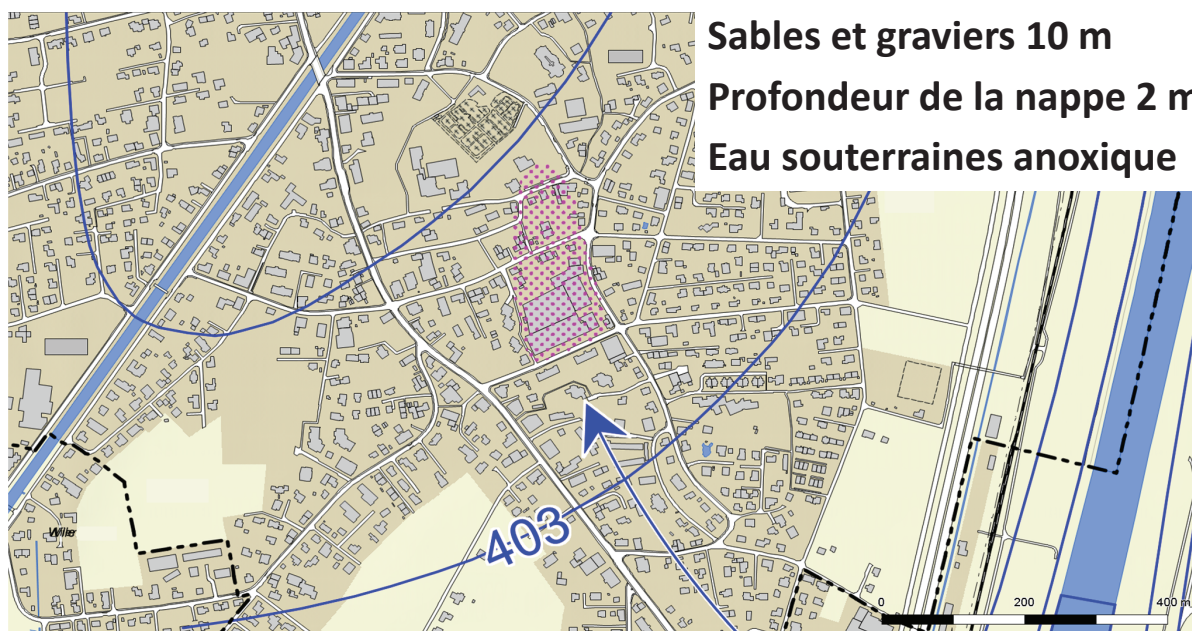 Sables et graviers 10 m
Profondeur de la nappe 2 m
Eau souterraines anoxique
403
Wile
0 200 400 m